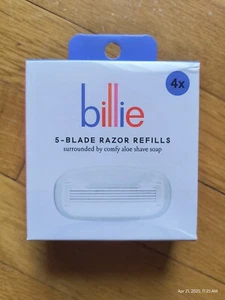 4x
billie
5-BLADE RAZOR REFILLS
surrounded by comfy aloe shave soap